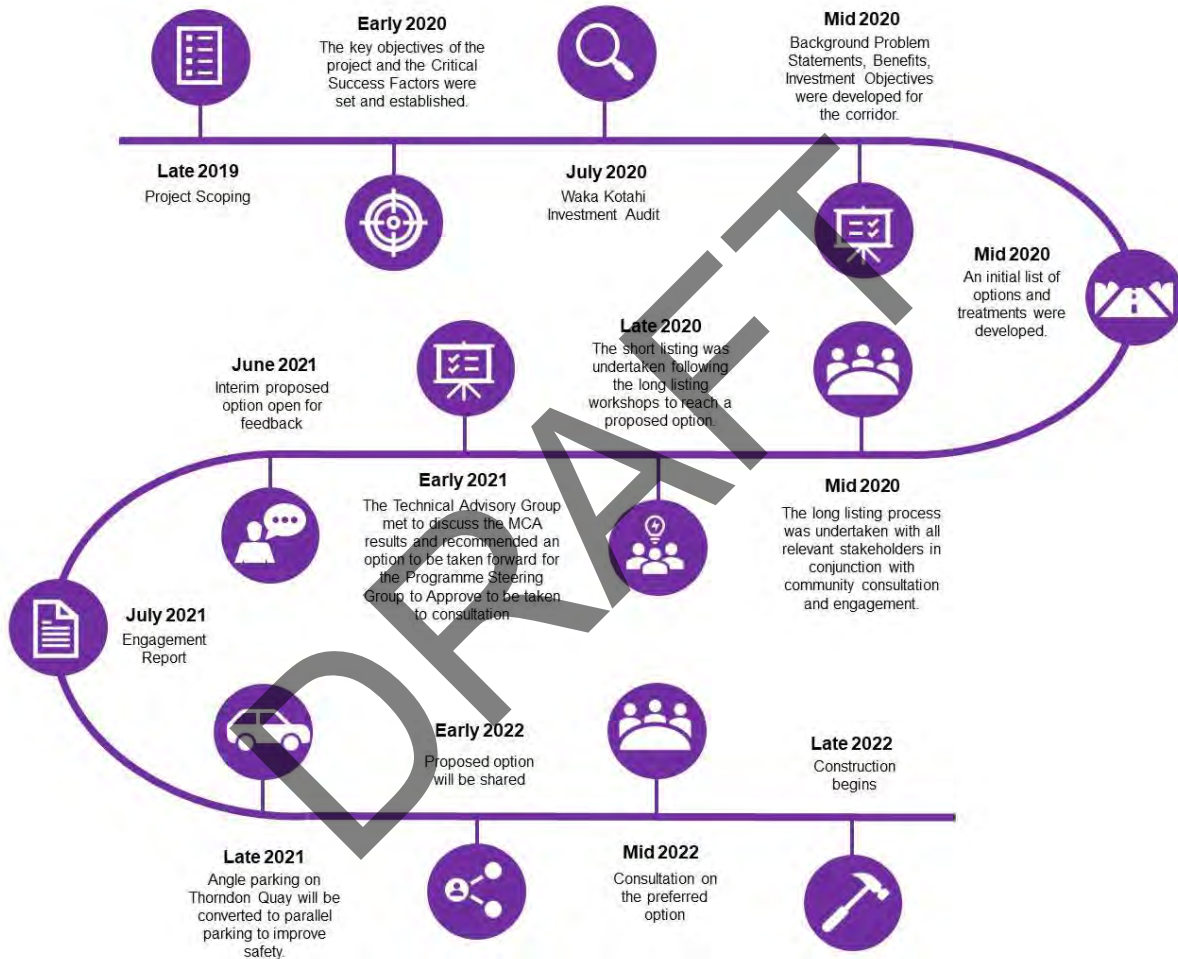 Late 2019
Project Scoping
Early 2020
The key objectives of the
project and the Critical
Success Factors were
set and established.
July 2020
Waka Kotahi
Investment Audit
Mid 2020
Background Problem
Statements, Benefits,
Investment Objectives
were developed for
the corridor.
Mid 2020
An initial list of
options and
treatments were
developed.
Mid 2020
The long listing process
was undertaken with all
relevant stakeholders in
conjunction with
community consultation
and engagement.
Late 2020
The short listing was
undertaken following
the long listing
workshops to reach a
proposed option.
Early 2021
The Technical Advisory Group
met to discuss the MCA
results and recommended an
option to be taken forward for
the Programme Steering
Group to Approve to be taken
to consultation
June 2021
Interim proposed
option open for
feedback
July 2021
Engagement
Report
Late 2021
Angle parking on
Thorndon Quay will be
converted to parallel
parking to improve
safety.
Early 2022
Proposed option
will be shared
Mid 2022
Consultation on
the preferred
option
Late 2022
Construction
begins
DRAFT